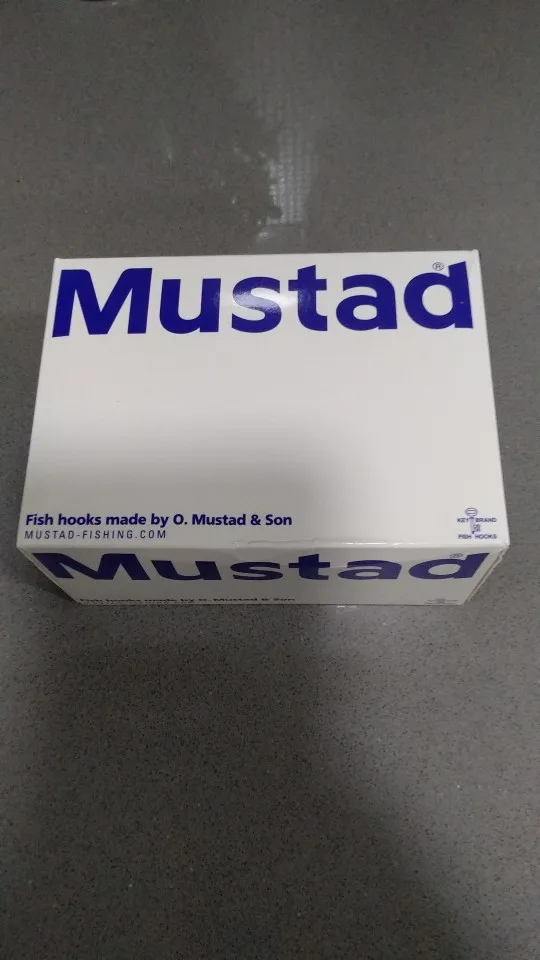 Mustad®
Fish hooks made by O. Mustad & Son
MUSTAD-FISHING.COM
KEY BRAND
FISH HOOKS
Mustad®
Fish hooks made by O. Mustad & Son